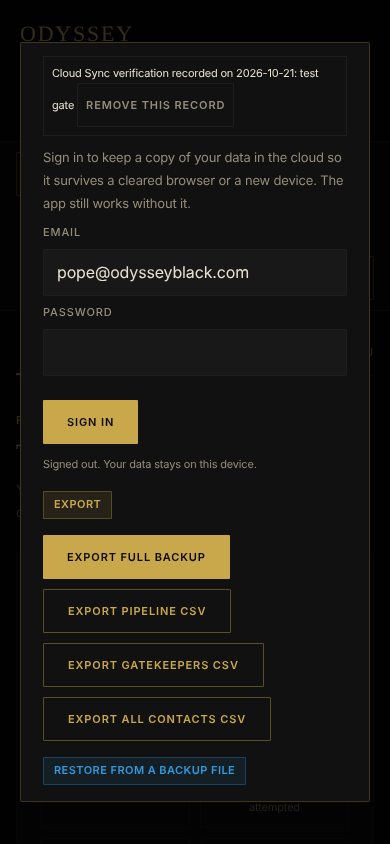 ODYSSEY
Cloud Sync verification recorded on 2026-10-21: test
gate REMOVE THIS RECORD
Sign in to keep a copy of your data in the cloud so
it survives a cleared browser or a new device. The
app still works without it.
EMAIL
pope@odysseyblack.com
PASSWORD
SIGN IN
Signed out. Your data stays on this device.
EXPORT
EXPORT FULL BACKUP
EXPORT PIPELINE CSV
EXPORT GATEKEEPERS CSV
EXPORT ALL CONTACTS CSV
RESTORE FROM A BACKUP FILE
attempted